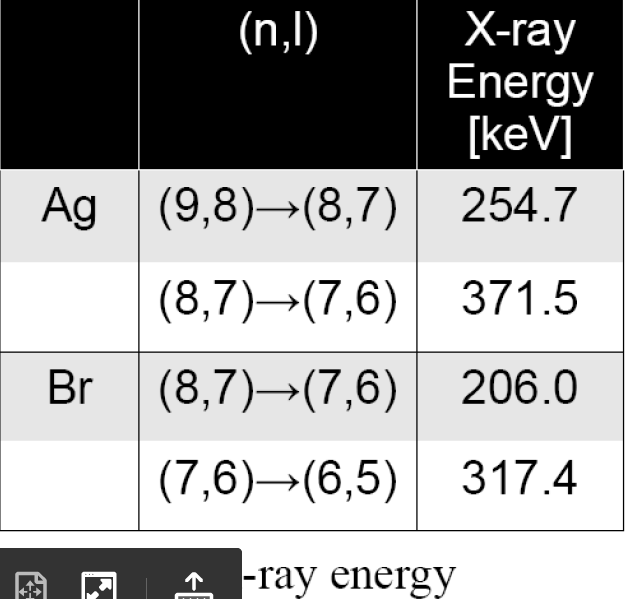 (n,l) X-ray
Energy
[keV]
Ag (9,8)→(8,7) 254.7
(8,7)→(7,6) 371.5
Br (8,7)→(7,6) 206.0
(7,6)→(6,5) 317.4
-ray energy